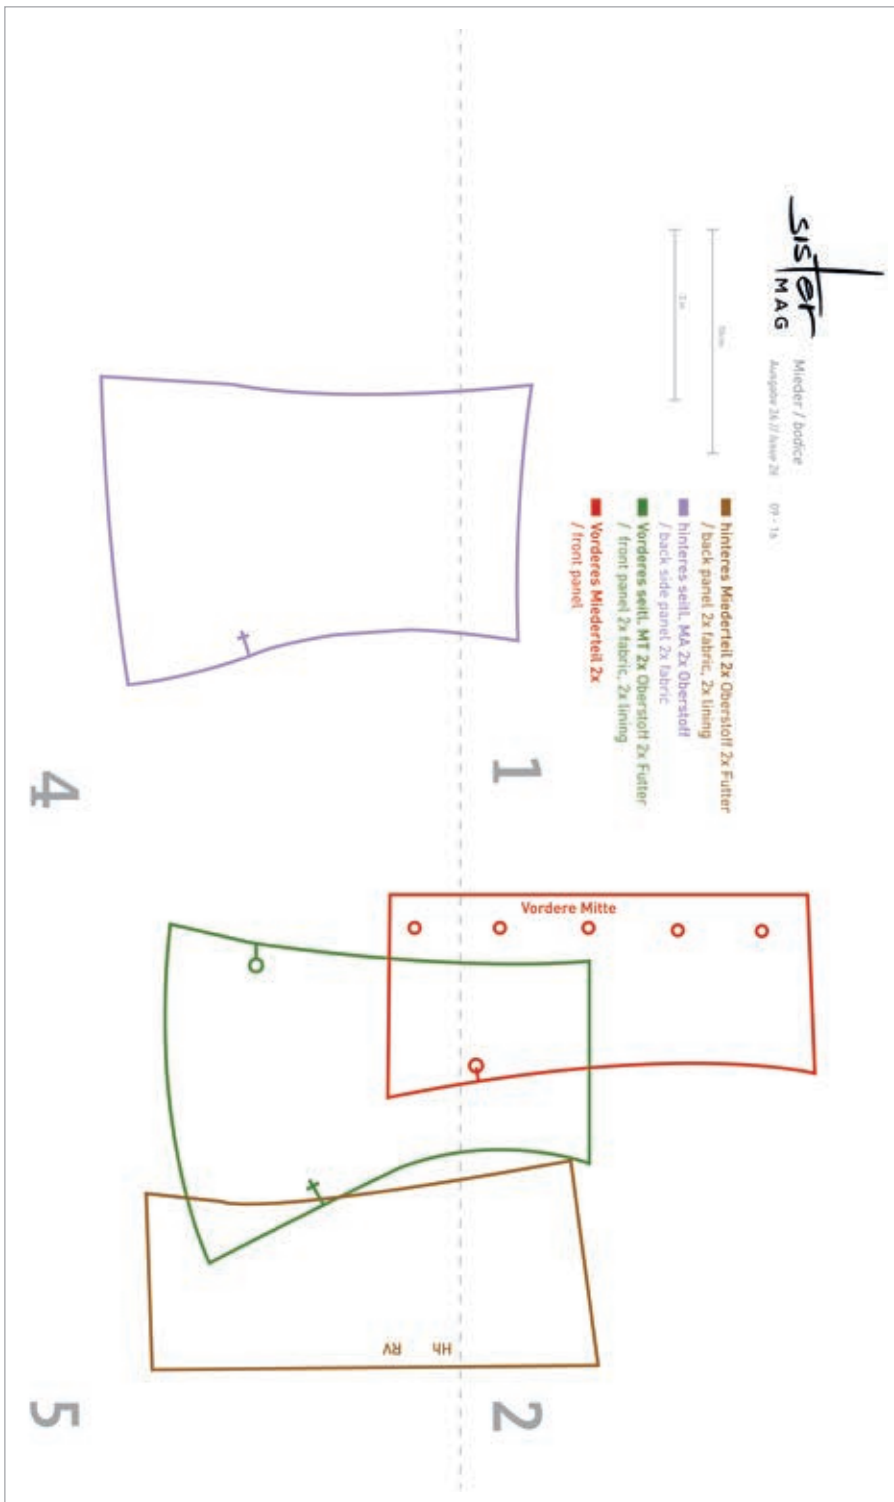 sister
MAG
Mieder / bodice
Ausgabe 26 // Issue 26 09 - 16
10cm
hinteres Miederteil 2x Oberstoff 2x Futter
/ back panel 2x fabric, 2x lining
hinteres seitl. MA 2x Oberstoff
/ back side panel 2x fabric
Vorderes seitl. MT 2x Oberstoff 2x Futter
/ front panel 2x fabric, 2x lining
Vorderes Miederteil 2x
/ front panel
1
4
Vordere Mitte
Hh
RV
2
5